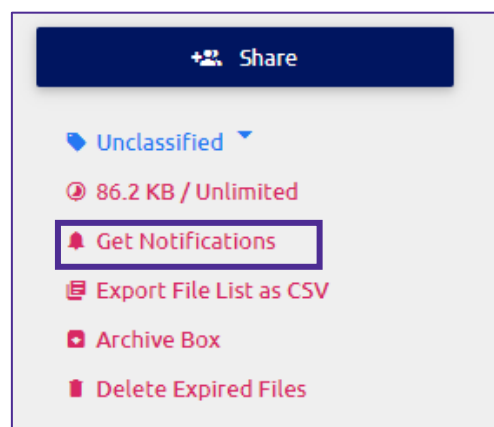 Share
Unclassified
86.2 KB / Unlimited
Get Notifications
Export File List as CSV
Archive Box
Delete Expired Files